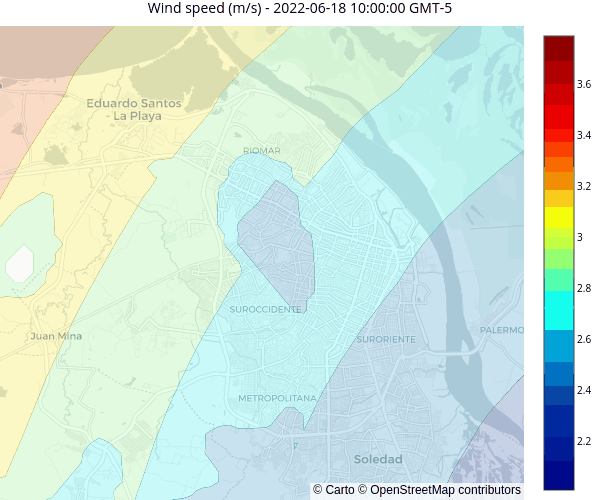 Wind speed (m/s) - 2022-06-18 10:00:00 GMT-5
3.6
Eduardo Santos
- La Playa
3.4
RIOMAR
3.2
3
2.8
SUROCCIDENTE
PALERMO
Juan Mina
SURORIENTE
2.6
2.4
METROPOLITANA
2.2
Soledad
© Carto © OpenStreetMap contributors